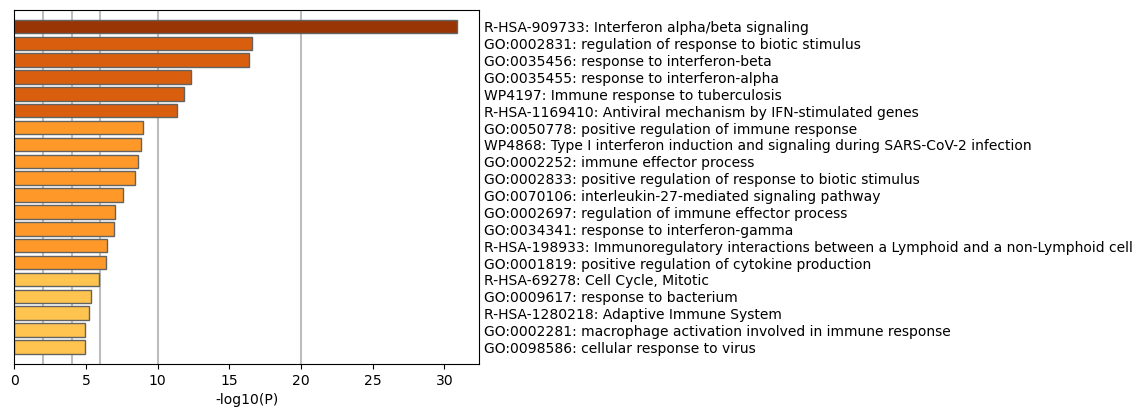 R-HSA-909733: Interferon alpha/beta signaling
GO:0002831: regulation of response to biotic stimulus
GO:0035456: response to interferon-beta
GO:0035455: response to interferon-alpha
WP4197: Immune response to tuberculosis
R-HSA-1169410: Antiviral mechanism by IFN-stimulated genes
GO:0050778: positive regulation of immune response
WP4868: Type I interferon induction and signaling during SARS-CoV-2 infection
GO:0002252: immune effector process
GO:0002833: positive regulation of response to biotic stimulus
GO:0070106: interleukin-27-mediated signaling pathway
GO:0002697: regulation of immune effector process
GO:0034341: response to interferon-gamma
R-HSA-198933: Immunoregulatory interactions between a Lymphoid and a non-Lymphoid cell
GO:0001819: positive regulation of cytokine production
R-HSA-69278: Cell Cycle, Mitotic
GO:0009617: response to bacterium
R-HSA-1280218: Adaptive Immune System
GO:0002281: macrophage activation involved in immune response
GO:0098586: cellular response to virus
0 5 10 15 20 25 30
-log10(P)